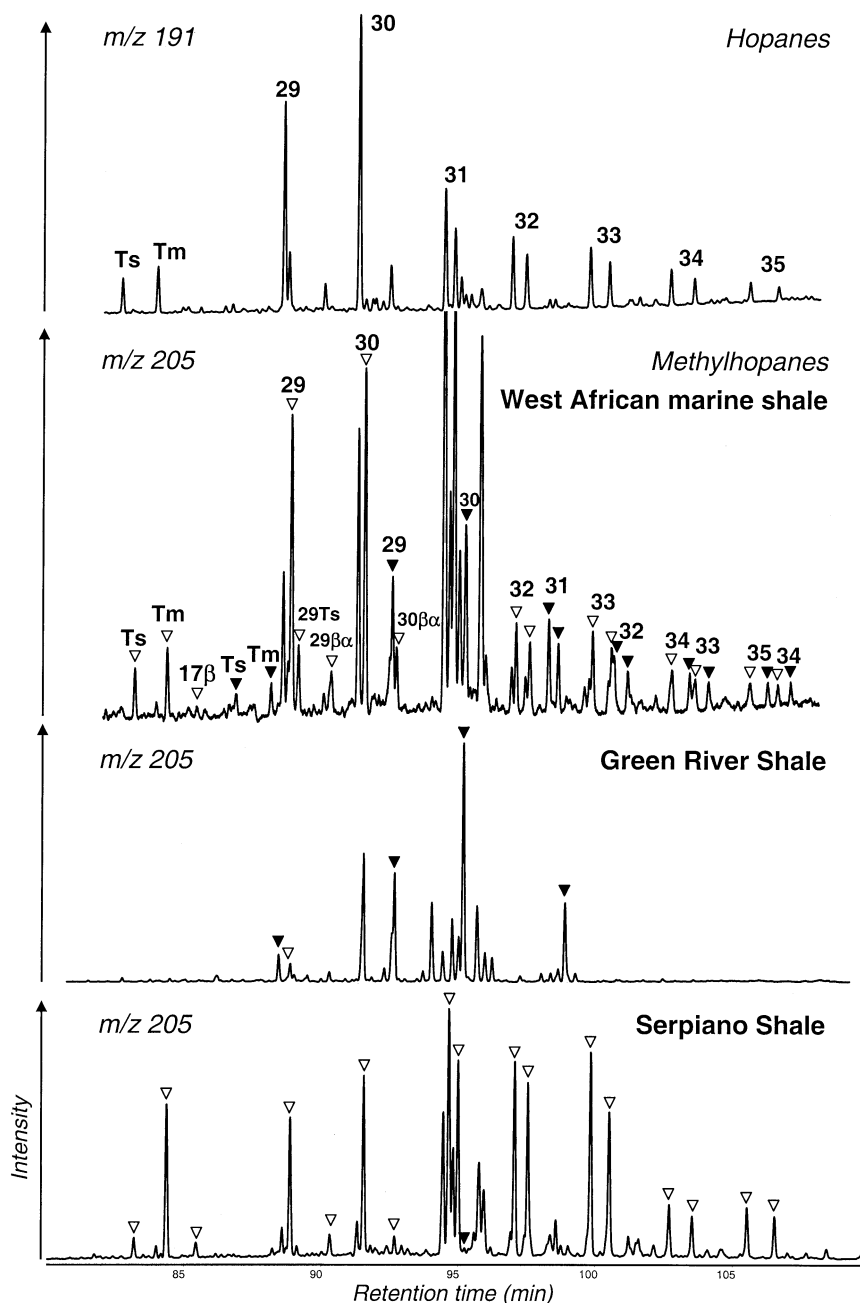 m/z 191
30
Hopanes
29
31
32
33
34
35
Ts
Tm
m/z 205
30
Methylhopanes
West African marine shale
29
30
29
Ts
Tm
17β
Ts
Tm
29Ts
29βα
30βα
32
31
33
32
34
33
35
34
m/z 205
Green River Shale
m/z 205
Serpiano Shale
Intensity
85
90
95
100
105
Retention time (min)